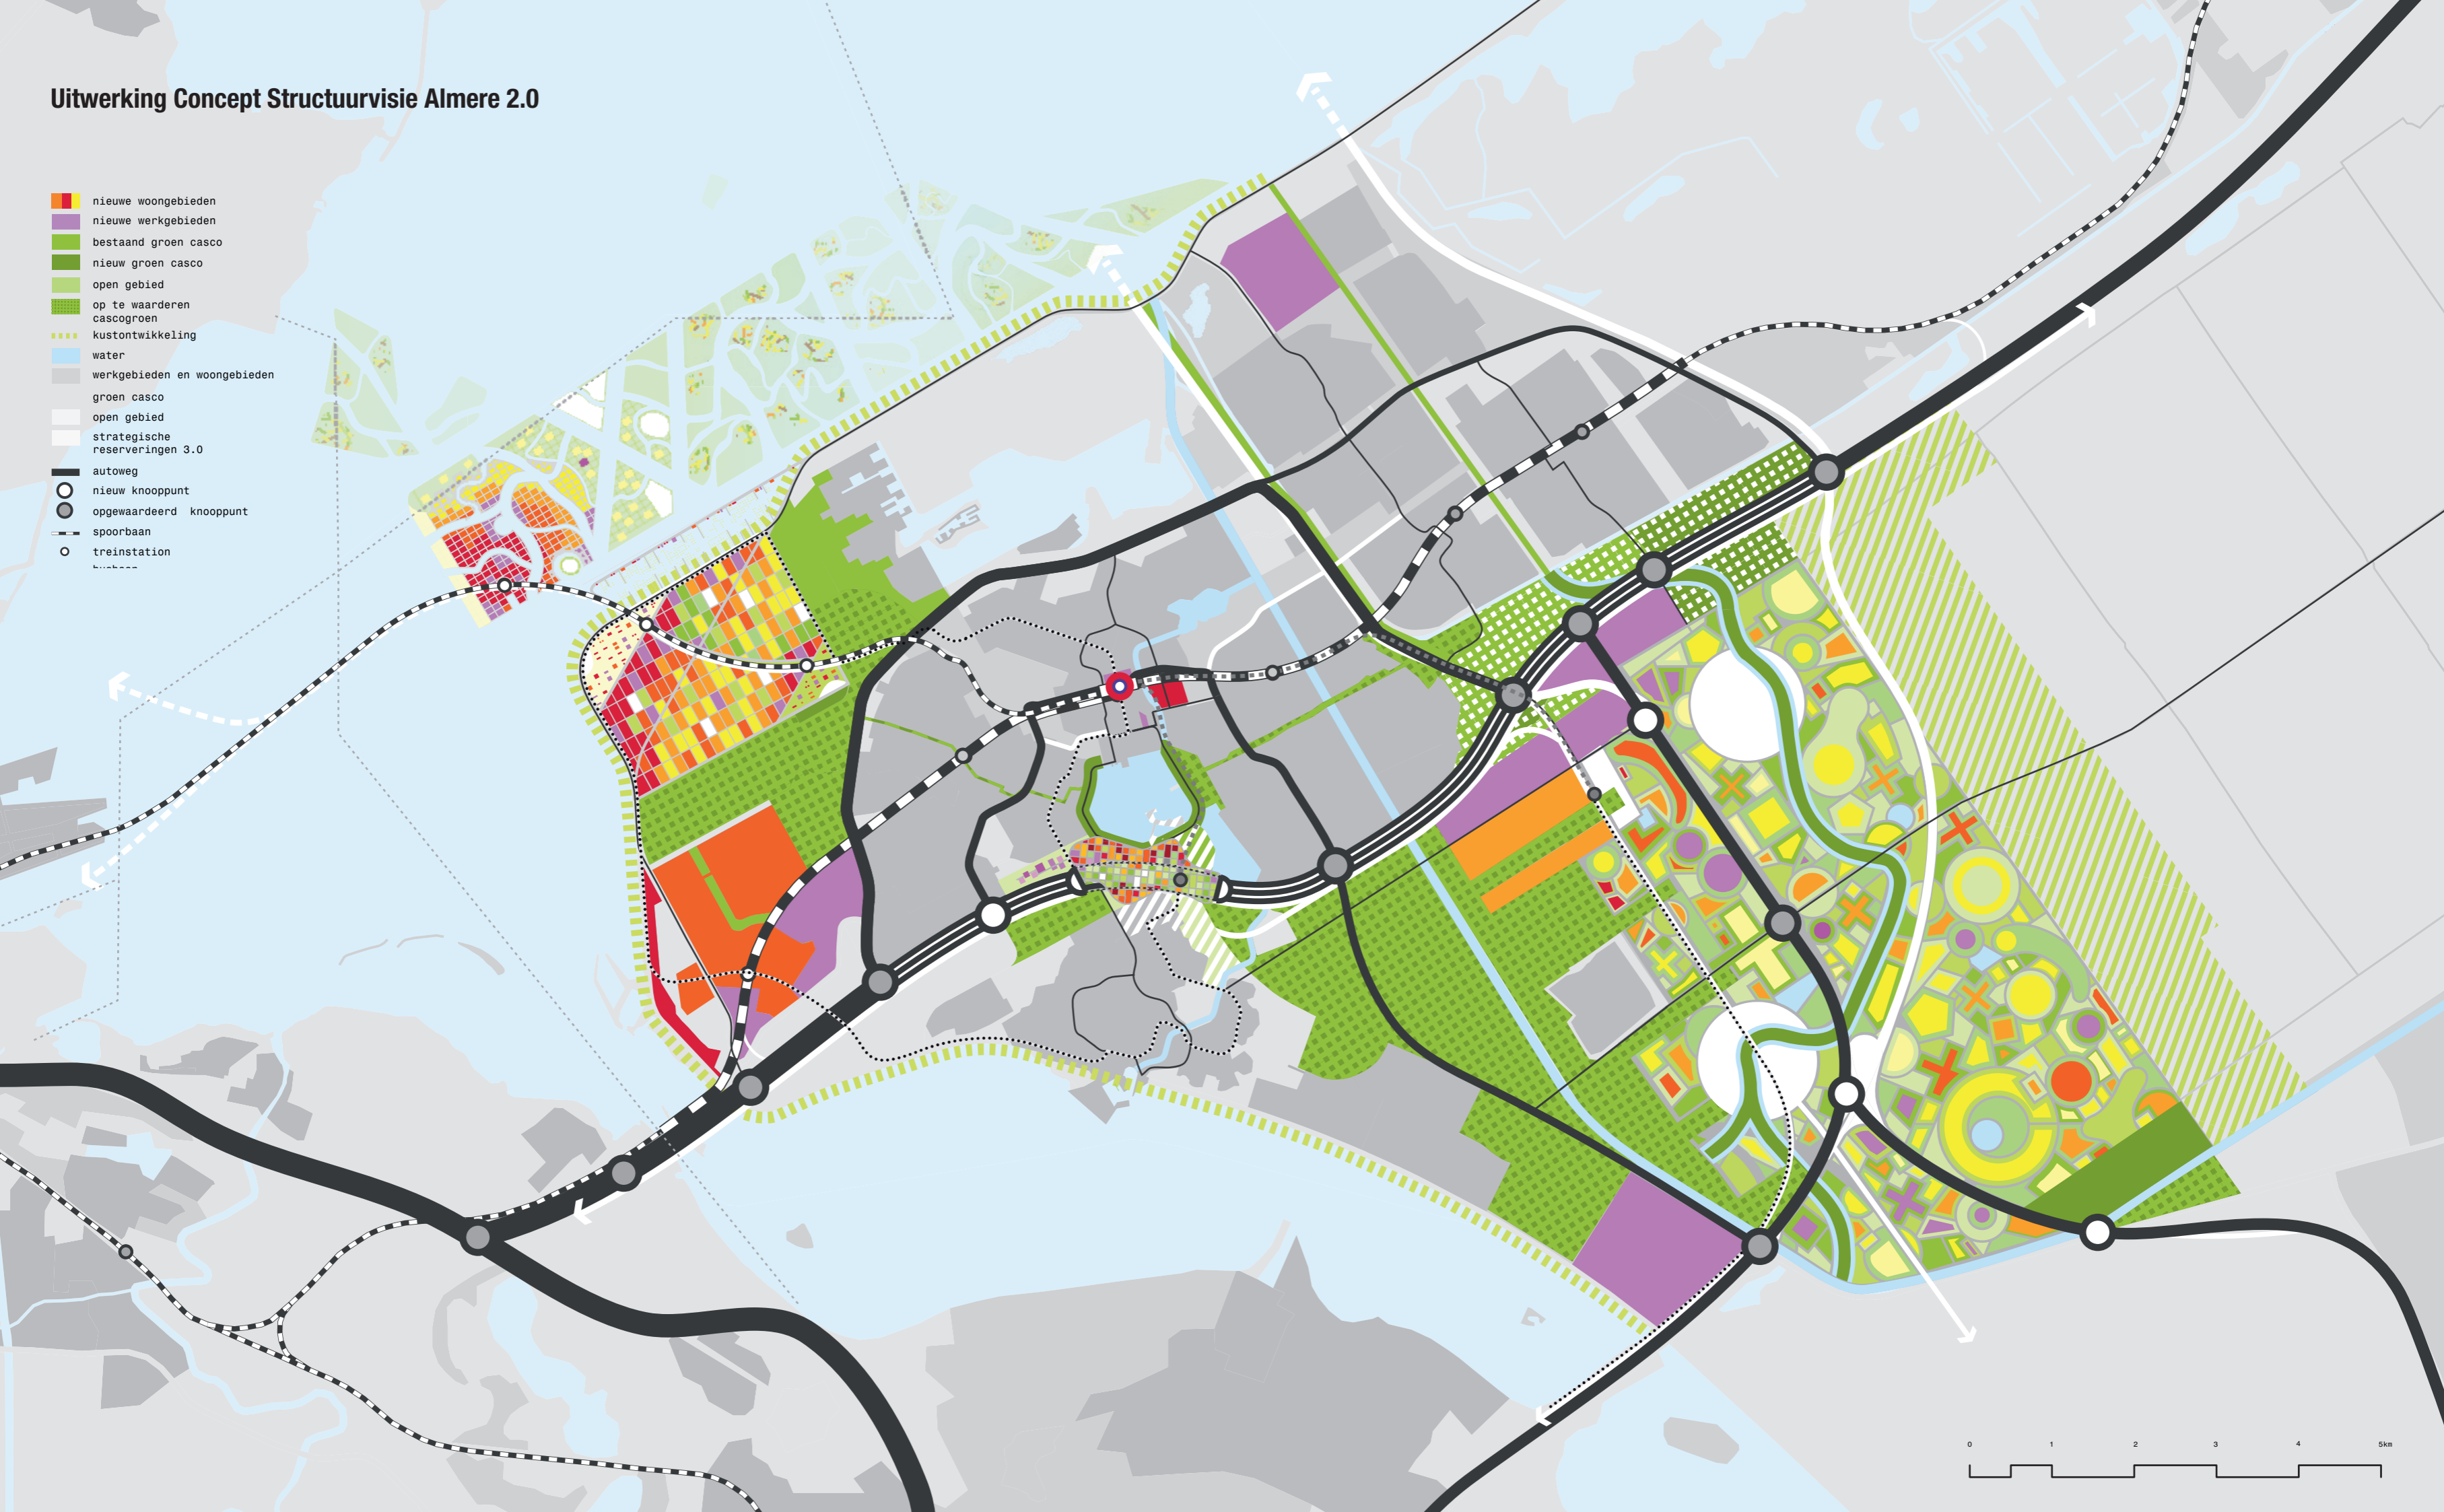 Uitwerking Concept Structuurvisie Almere 2.0
nieuwe woongebieden
nieuwe werkgebieden
bestaand groen casco
nieuw groen casco
open gebied
op te waarderen
cascogroen
kustontwikkeling
water
werkgebieden en woongebieden
groen casco
open gebied
strategische
reserveringen 3.0
autoweg
nieuw knooppunt
opgewaardeerd knooppunt
spoorbaan
treinstation
0 1 2 3 4 5km